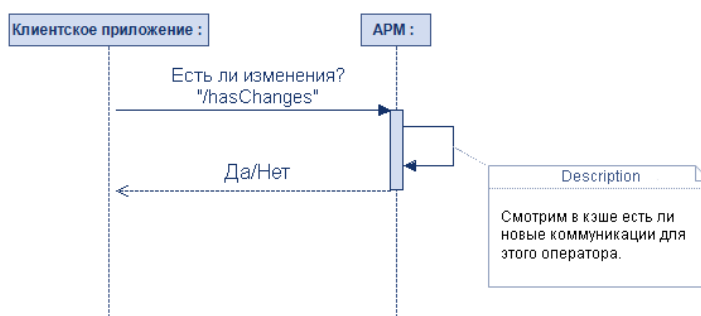 Клиентское приложение :
АРМ :
Есть ли изменения?
"/hasChanges"
Да/Нет
Description
Смотрим в кэше есть ли
новые коммуникации для
этого оператора.